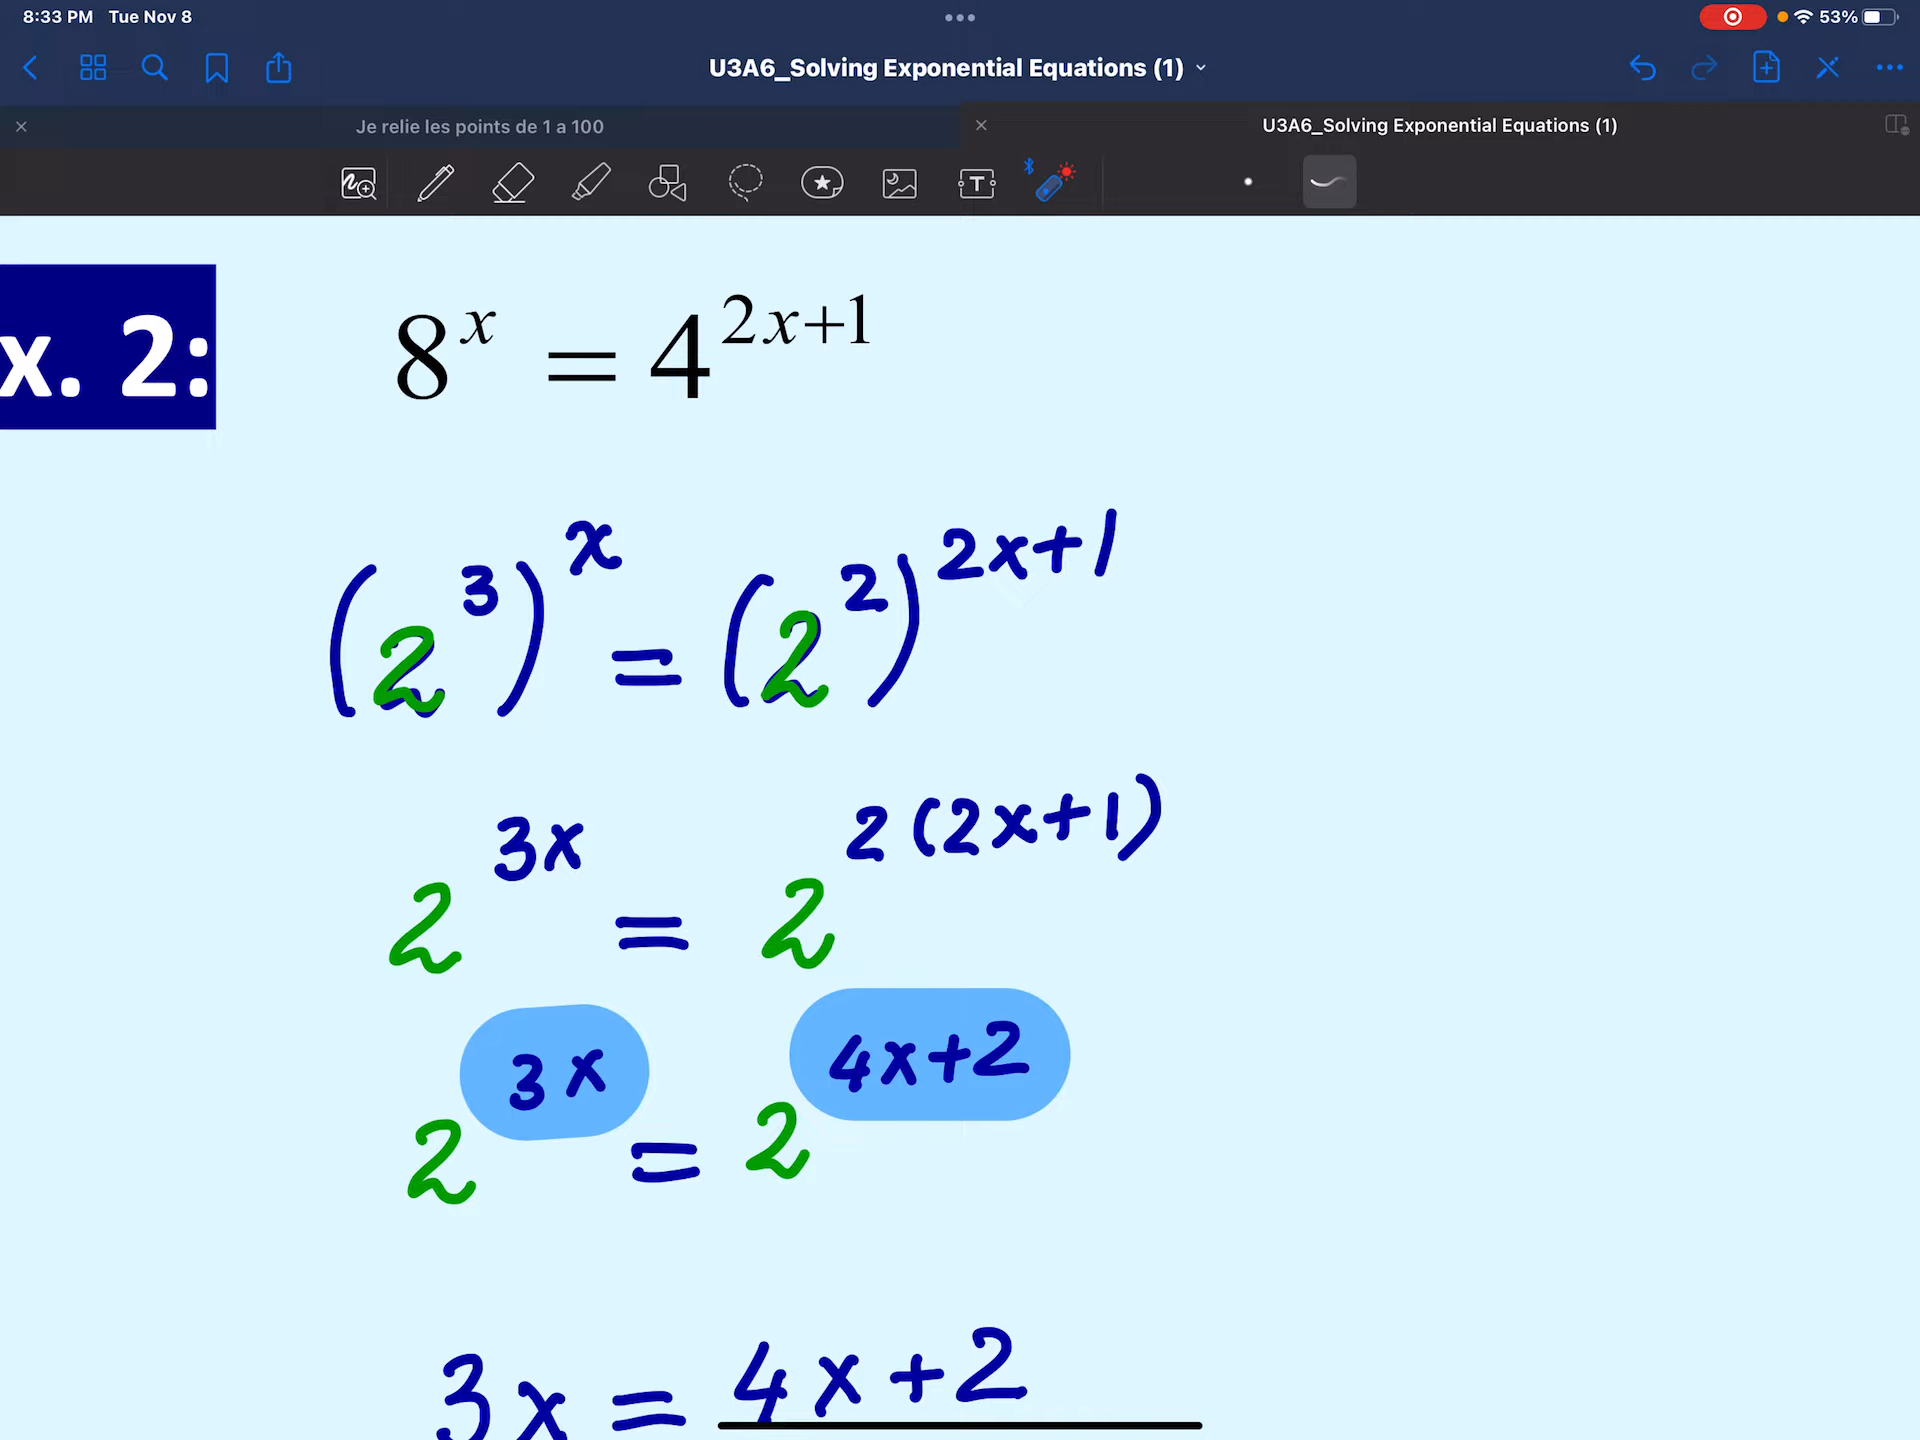 8:33 PM Tue Nov 8
53%
U3A6_Solving Exponential Equations (1)
Je relie les points de 1 a 100
U3A6_Solving Exponential Equations (1)
x. 2:
8^x = 4^{2x+1}
(2^3)^x = (2^2)^{2x+1}
2^{3x} = 2^{2(2x+1)}
2^{3x} = 2^{4x+2}
3x = 4x+2